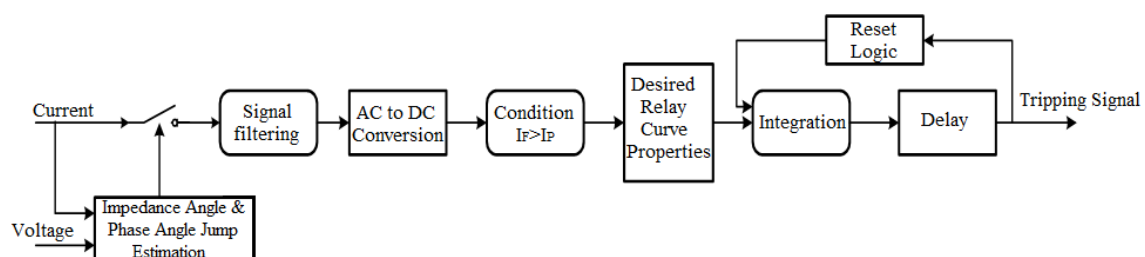 Current
Signal
filtering
AC to DC
Conversion
Condition
IF>IP
Desired
Relay
Curve
Properties
Reset
Logic
Integration
Delay
Tripping Signal
Voltage
Impedance Angle &
Phase Angle Jump
Estimation